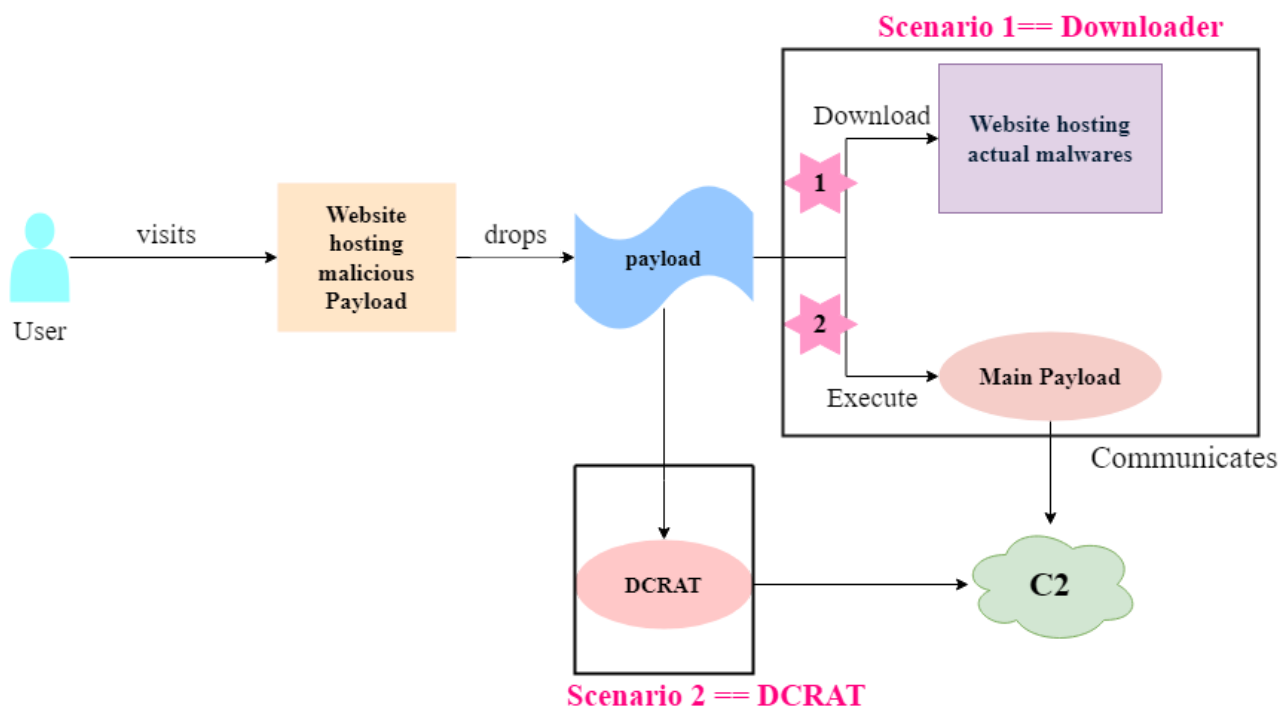 Scenario 1== Downloader
Download
Website hosting
actual malwares
1
Website
hosting
malicious
Payload
visits
drops
payload
User
2
Main Payload
Execute
Communicates
DCRAT
C2
Scenario 2 == DCRAT